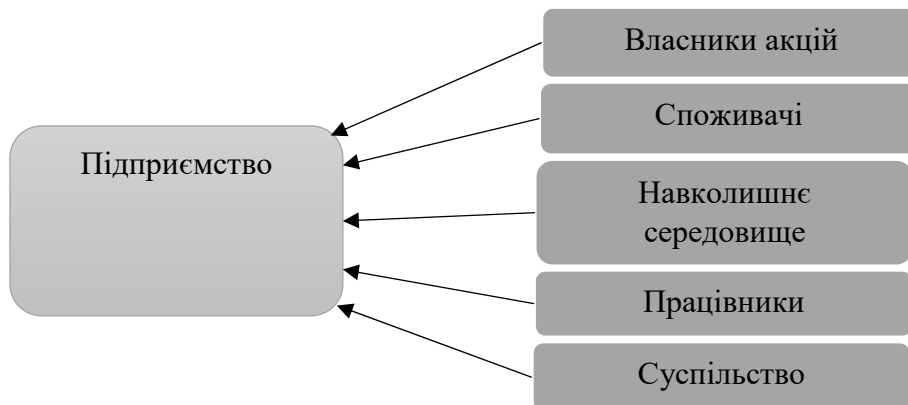 Власники акцій
Споживачі
Підприємство
Навколишнє
середовище
Працівники
Суспільство